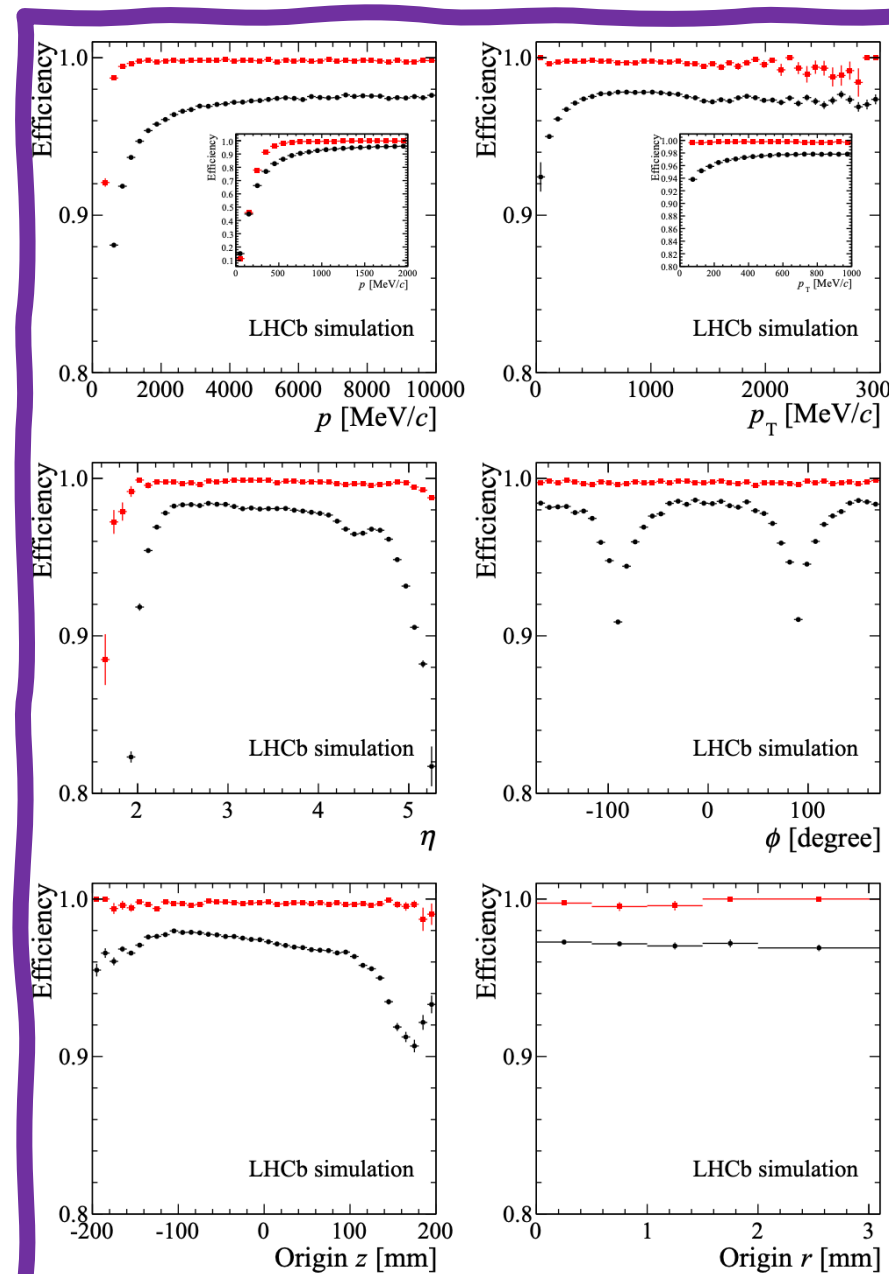 Efficiency
1.0
0.9
0.8
Efficiency
1.0
0.9
0.8
0.7
0.6
0.5
0.4
0.3
0.2
0.1
0 500 1000 1500 2000
p [MeV/c]
LHCb simulation
0 2000 4000 6000 8000 10000
p [MeV/c]
Efficiency
1.0
0.9
0.8
Efficiency
1.00
0.98
0.96
0.94
0.92
0.90
0.88
0.86
0.84
0.82
0.80
0 200 400 600 800 1000
p_T [MeV/c]
LHCb simulation
0 1000 2000 300
p_T [MeV/c]
Efficiency
1.0
0.9
0.8
LHCb simulation
2 3 4 5
η
Efficiency
1.0
0.9
0.8
LHCb simulation
-100 0 100
ϕ [degree]
Efficiency
1.0
0.9
0.8
LHCb simulation
-200 -100 0 100 200
Origin z [mm]
Efficiency
1.0
0.9
0.8
LHCb simulation
0 1 2 3
Origin r [mm]